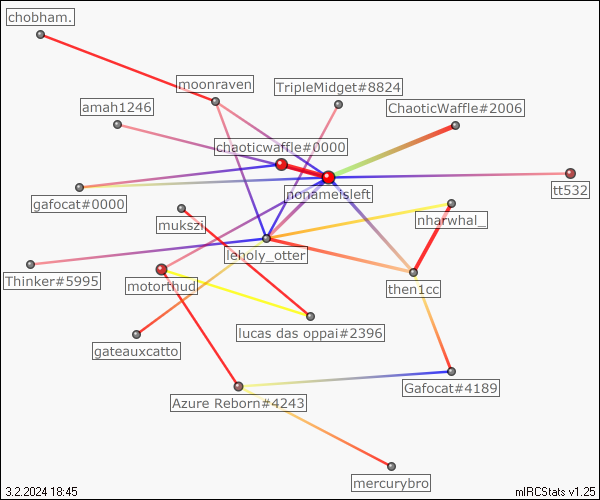 chobham.
moonraven
TripleMidget#8824
amah1246
ChaoticWaffle#2006
chaoticwaffle#0000
gafocat#0000
nonameisleft
tt532
mukszi
nharwhal_
leholy_otter
Thinker#5995
motorthud
then1cc
lucas das oppai#2396
gateauxcatto
Gafocat#4189
Azure Reborn#4243
mercurybro
3.2.2024 18:45
mIRCStats v1.25